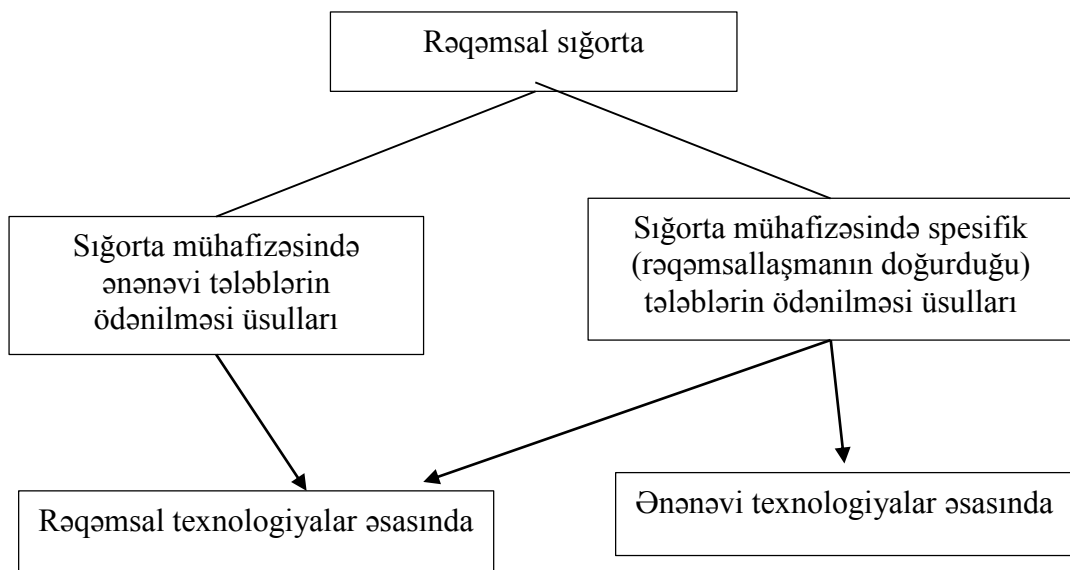 Rəqəmsal sığorta
Sığorta mühafizəsində
ənənəvi tələblərin
ödənilməsi üsulları
Sığorta mühafizəsində spesifik
(rəqəmsallaşmanın doğurduğu)
tələblərin ödənilməsi üsulları
Rəqəmsal texnologiyalar əsasında
Ənənəvi texnologiyalar əsasında